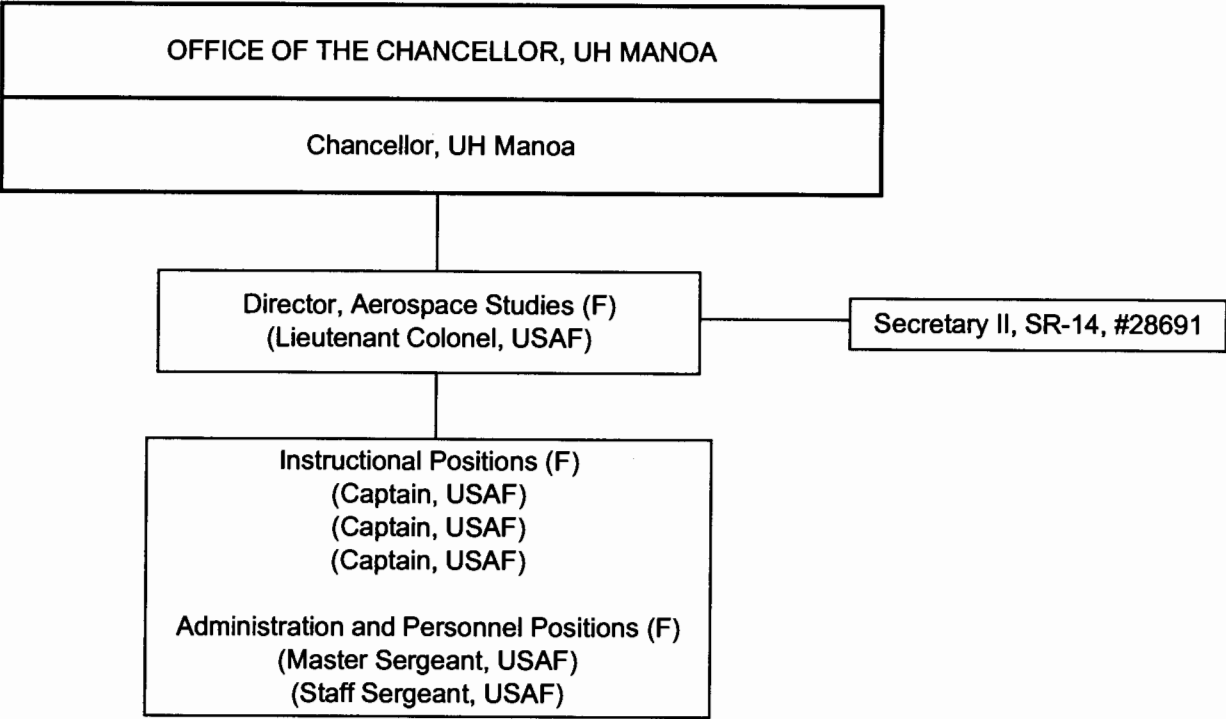 OFFICE OF THE CHANCELLOR, UH MANOA
Chancellor, UH Manoa
Director, Aerospace Studies (F)
(Lieutenant Colonel, USAF)
Secretary II, SR-14, #28691
Instructional Positions (F)
(Captain, USAF)
(Captain, USAF)
(Captain, USAF)
Administration and Personnel Positions (F)
(Master Sergeant, USAF)
(Staff Sergeant, USAF)